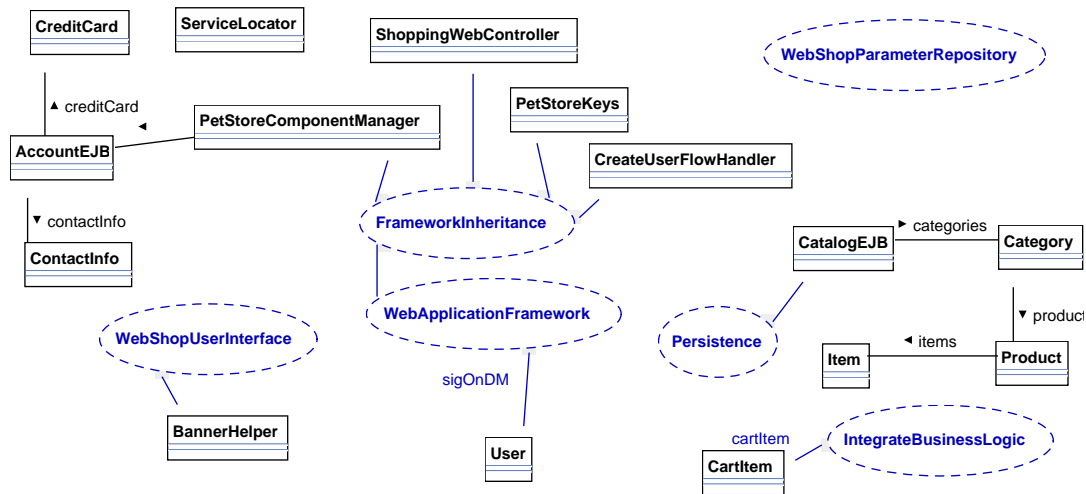 CreditCard
ServiceLocator
ShoppingWebController
WebShopParameterRepository
creditCard
PetStoreComponentManager
PetStoreKeys
AccountEJB
CreateUserFlowHandler
contactInfo
FrameworkInheritance
categories
CatalogEJB
Category
ContactInfo
WebApplicationFramework
product
WebShopUserInterface
Persistence
items
Item
Product
sigOnDM
BannerHelper
User
cartItem
IntegrateBusinessLogic
CartItem